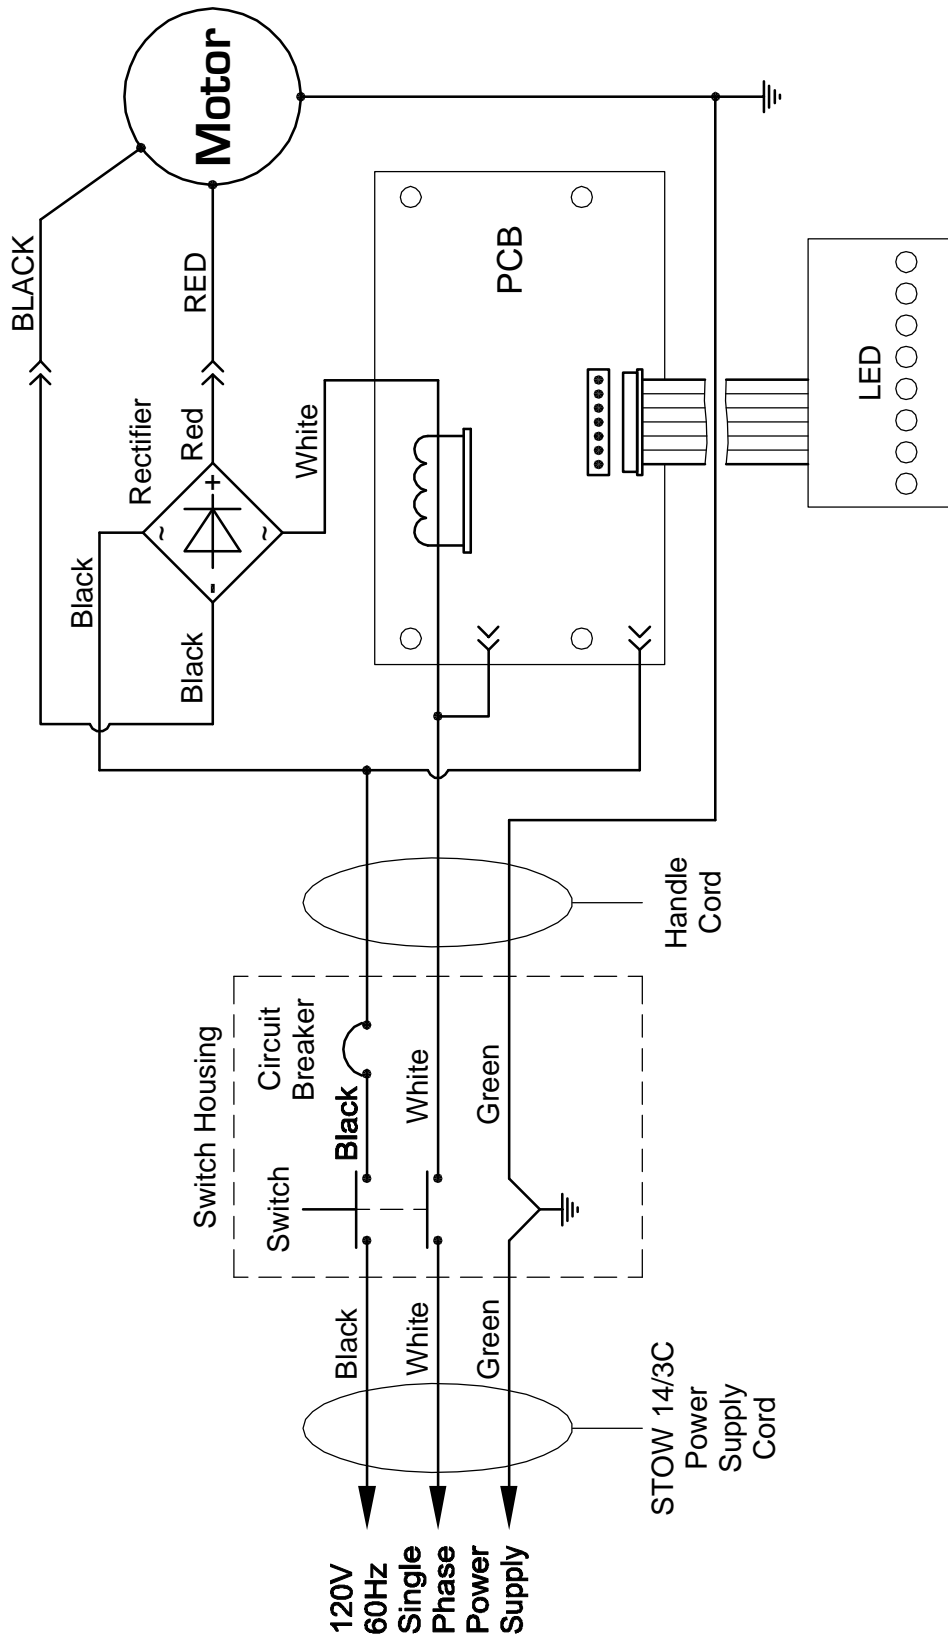 120V
60Hz
Single
Phase
Power
Supply
STOW 14/3C
Power
Supply
Cord
Black
White
Green
Switch Housing
Switch
Black
Circuit
Breaker
White
Green
Handle
Cord
Black
Black
Rectifier
~
-
+
~
Red
White
BLACK
RED
Motor
PCB
LED